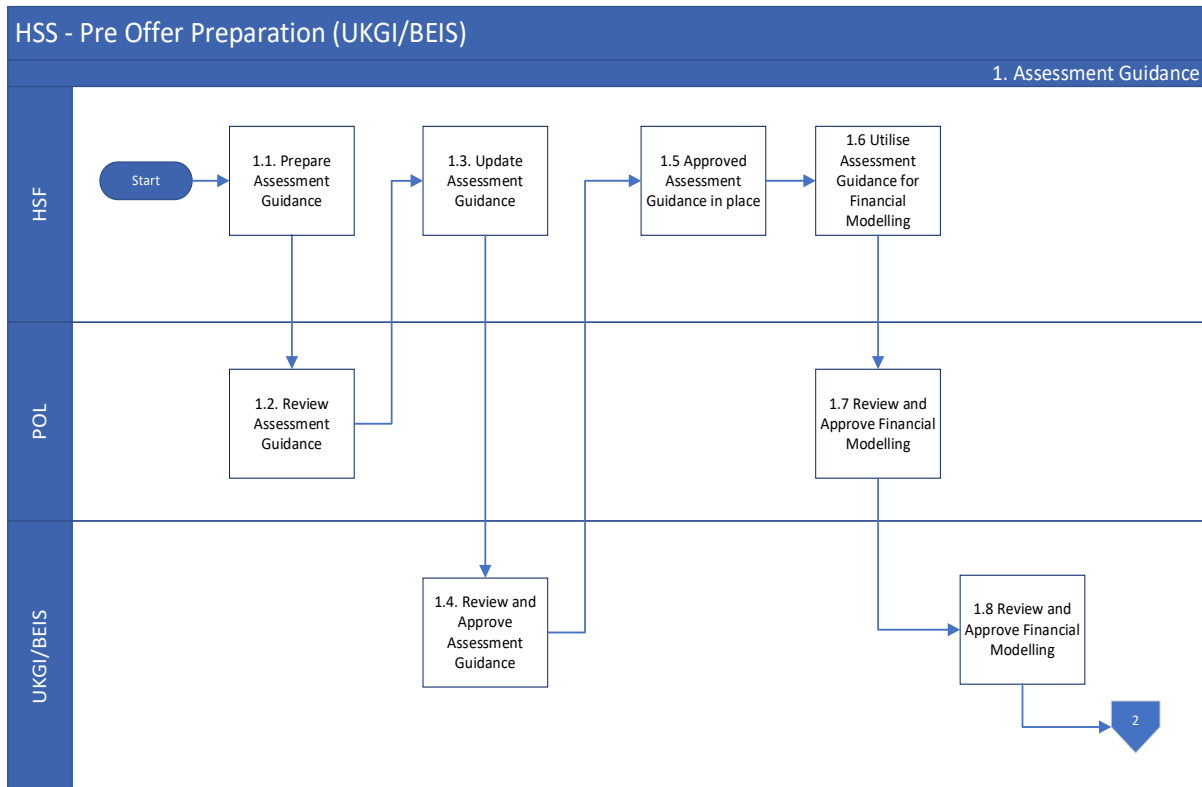 HSS - Pre Offer Preparation (UKGI/BEIS)
1. Assessment Guidance
HSF
Start
1.1. Prepare
Assessment
Guidance
1.3. Update
Assessment
Guidance
1.5 Approved
Assessment
Guidance in place
1.6 Utilise
Assessment
Guidance for
Financial
Modelling
POL
1.2. Review
Assessment
Guidance
1.7 Review and
Approve Financial
Modelling
UKGI/BEIS
1.4. Review and
Approve
Assessment
Guidance
1.8 Review and
Approve Financial
Modelling
2